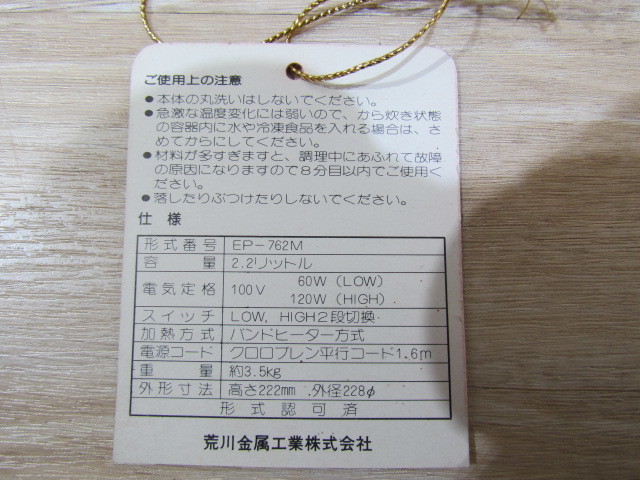 ご使用上の注意
●本体の丸洗いはしないでください。
●急激な温度変化には弱いので、から炊き状態
の容器内に水や冷凍食品を入れる場合は、さ
めてからにしてください。
●材料が多すぎますと、調理中にあふれて故障
の原因になりますので8分目以内でご使用く
ださい。
●落したりぶつけたりしないでください。
仕様
形式番号 EP-762M
容量 2.2リットル
電気定格 100V 60W (LOW)
120W (HIGH)
スイッチ LOW, HIGH2段切換
加熱方式 バンドヒーター方式
電源コード クロロプレン平行コード1.6m
重量 約3.5kg
外形寸法 高さ222mm 外径228φ
形式認可済
荒川金属工業株式会社